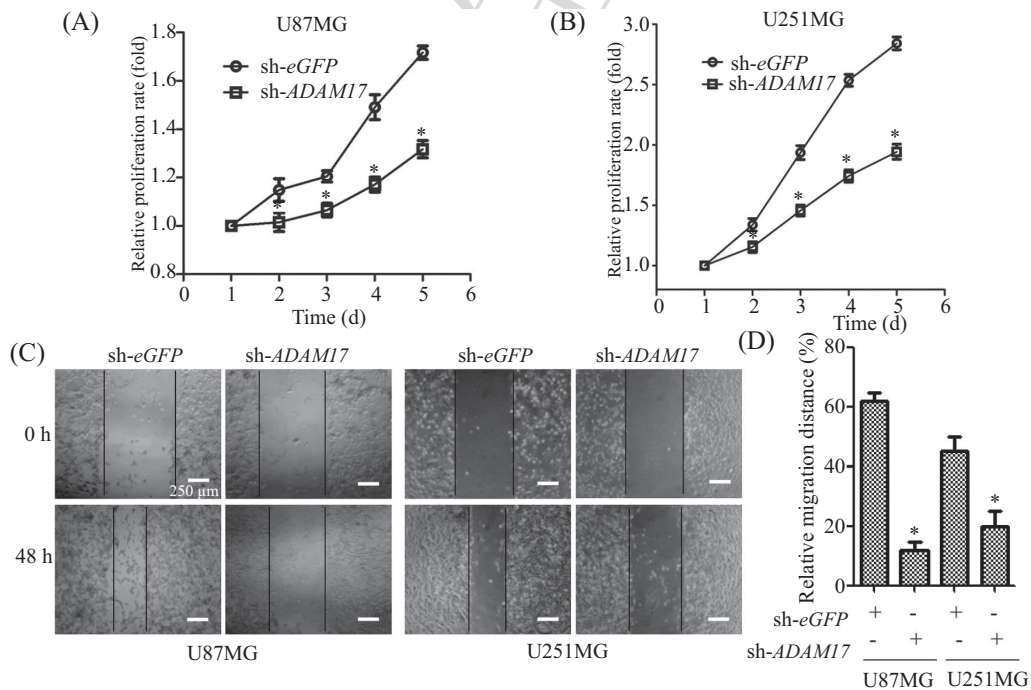 (A)
U87MG
Relative proliferation rate (fold)
1.8
1.6
1.4
1.2
1.0
0.8
sh-eGFP
sh-ADAM17
*
*
*
*
0 1 2 3 4 5 6
Time (d)
(B)
U251MG
Relative proliferation rate (fold)
3.0
2.5
2.0
1.5
1.0
sh-eGFP
sh-ADAM17
*
*
*
*
0 1 2 3 4 5 6
Time (d)
(C)
sh-eGFP sh-ADAM17 sh-eGFP sh-ADAM17
0 h
250 μm
48 h
U87MG U251MG
(D)
Relative migration distance (%)
80
60
40
20
0
*
*
sh-eGFP + - + -
sh-ADAM17 - + - +
U87MG U251MG